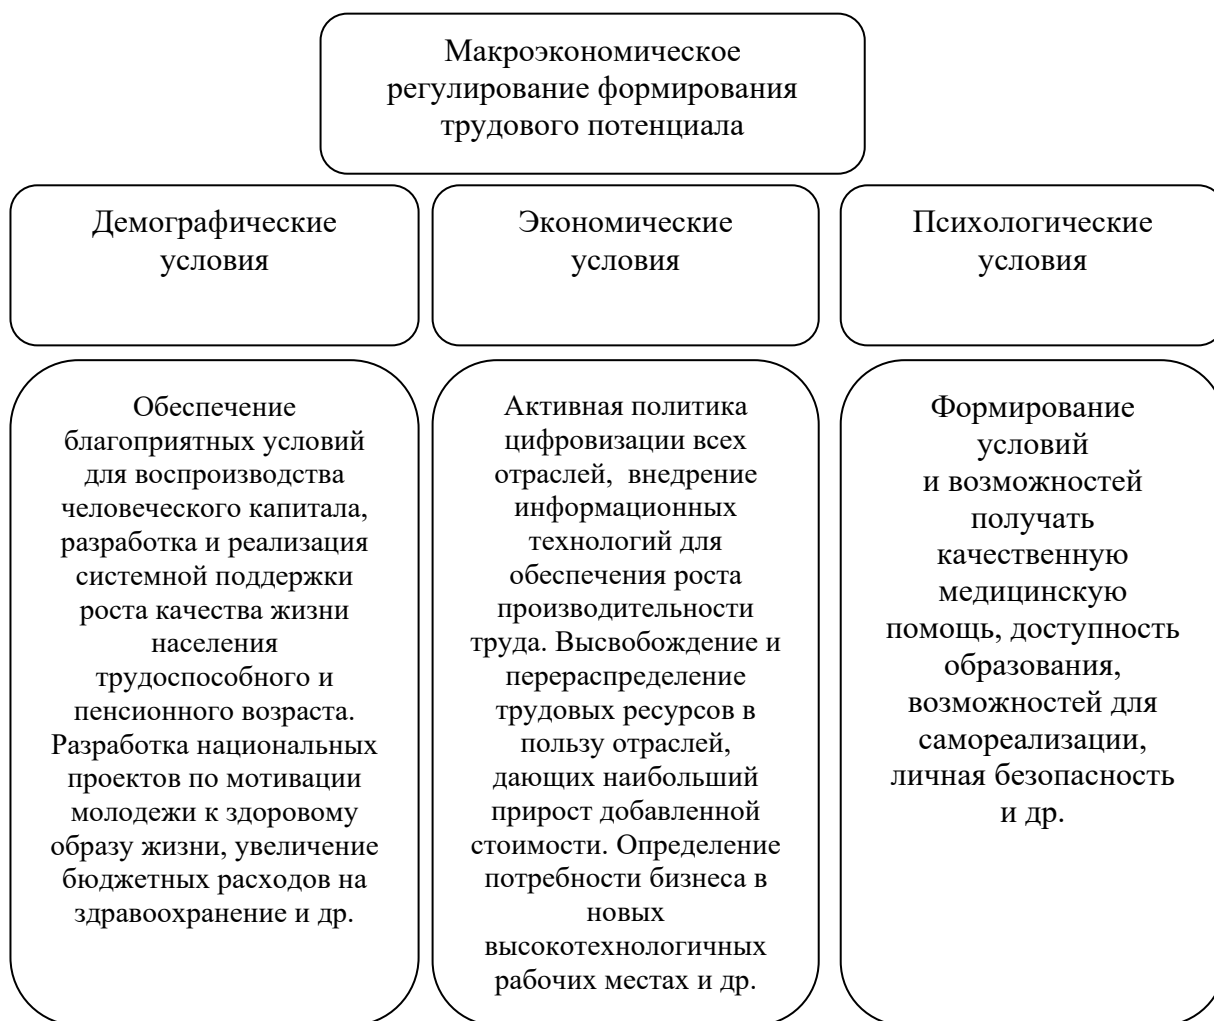 Макроэкономическое
регулирование формирования
трудового потенциала
Демографические
условия
Экономические
условия
Психологические
условия
Обеспечение
благоприятных условий
для воспроизводства
человеческого капитала,
разработка и реализация
системной поддержки
роста качества жизни
населения
трудоспособного и
пенсионного возраста.
Разработка национальных
проектов по мотивации
молодежи к здоровому
образу жизни, увеличение
бюджетных расходов на
здравоохранение и др.
Активная политика
цифровизации всех
отраслей, внедрение
информационных
технологий для
обеспечения роста
производительности
труда. Высвобождение и
перераспределение
трудовых ресурсов в
пользу отраслей,
дающих наибольший
прирост добавленной
стоимости. Определение
потребности бизнеса в
новых
высокотехнологичных
рабочих местах и др.
Формирование
условий
и возможностей
получать
качественную
медицинскую
помощь, доступность
образования,
возможностей для
самореализации,
личная безопасность
и др.